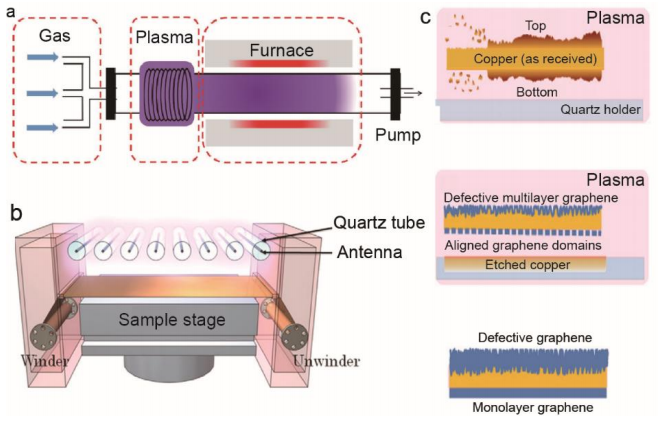 a
Gas
Plasma
Furnace
Pump
b
Quartz tube
Antenna
Sample stage
Winder
Unwinder
c
Plasma
Top
Copper (as received)
Bottom
Quartz holder
Plasma
Defective multilayer graphene
Aligned graphene domains
Etched copper
Defective graphene
Monolayer graphene